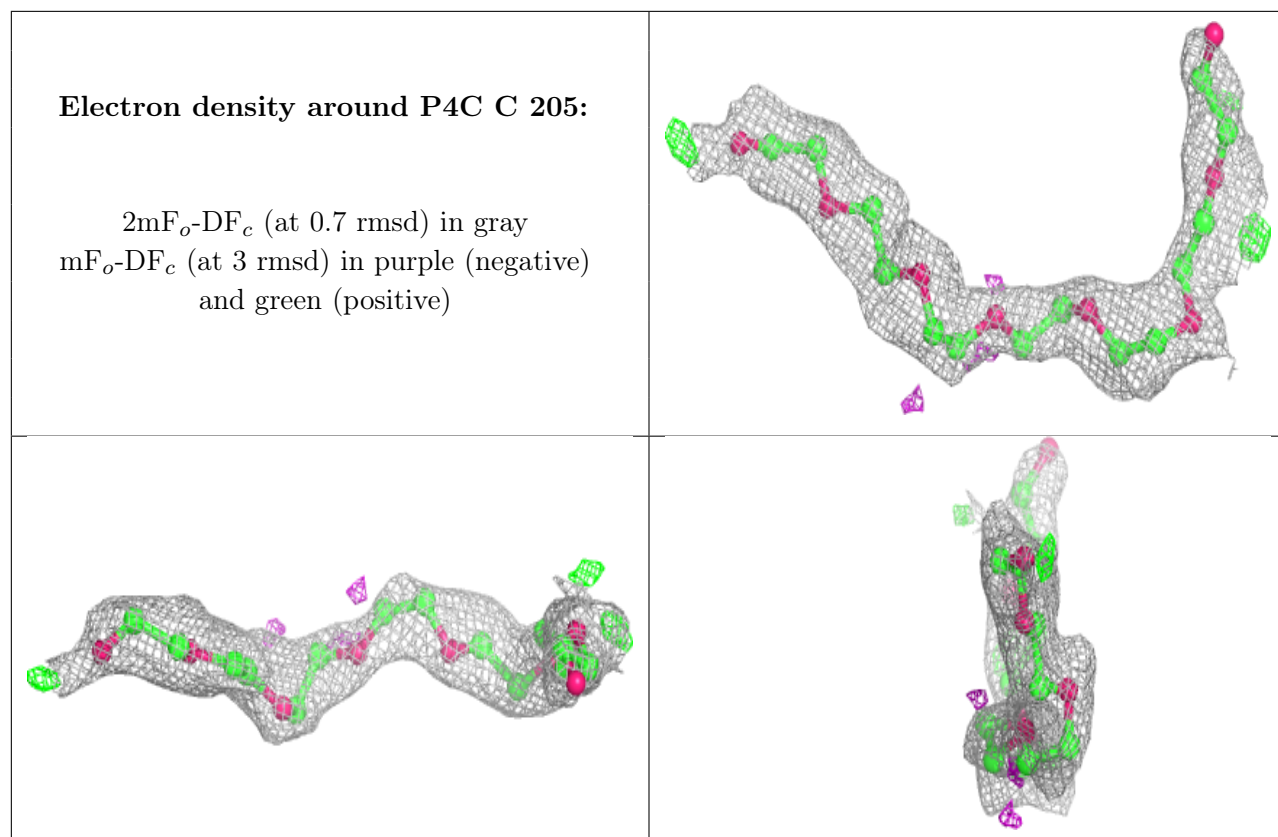 Electron density around P4C C 205:
2mFₒ-DF𝒸 (at 0.7 rmsd) in gray
mFₒ-DF𝒸 (at 3 rmsd) in purple (negative)
and green (positive)